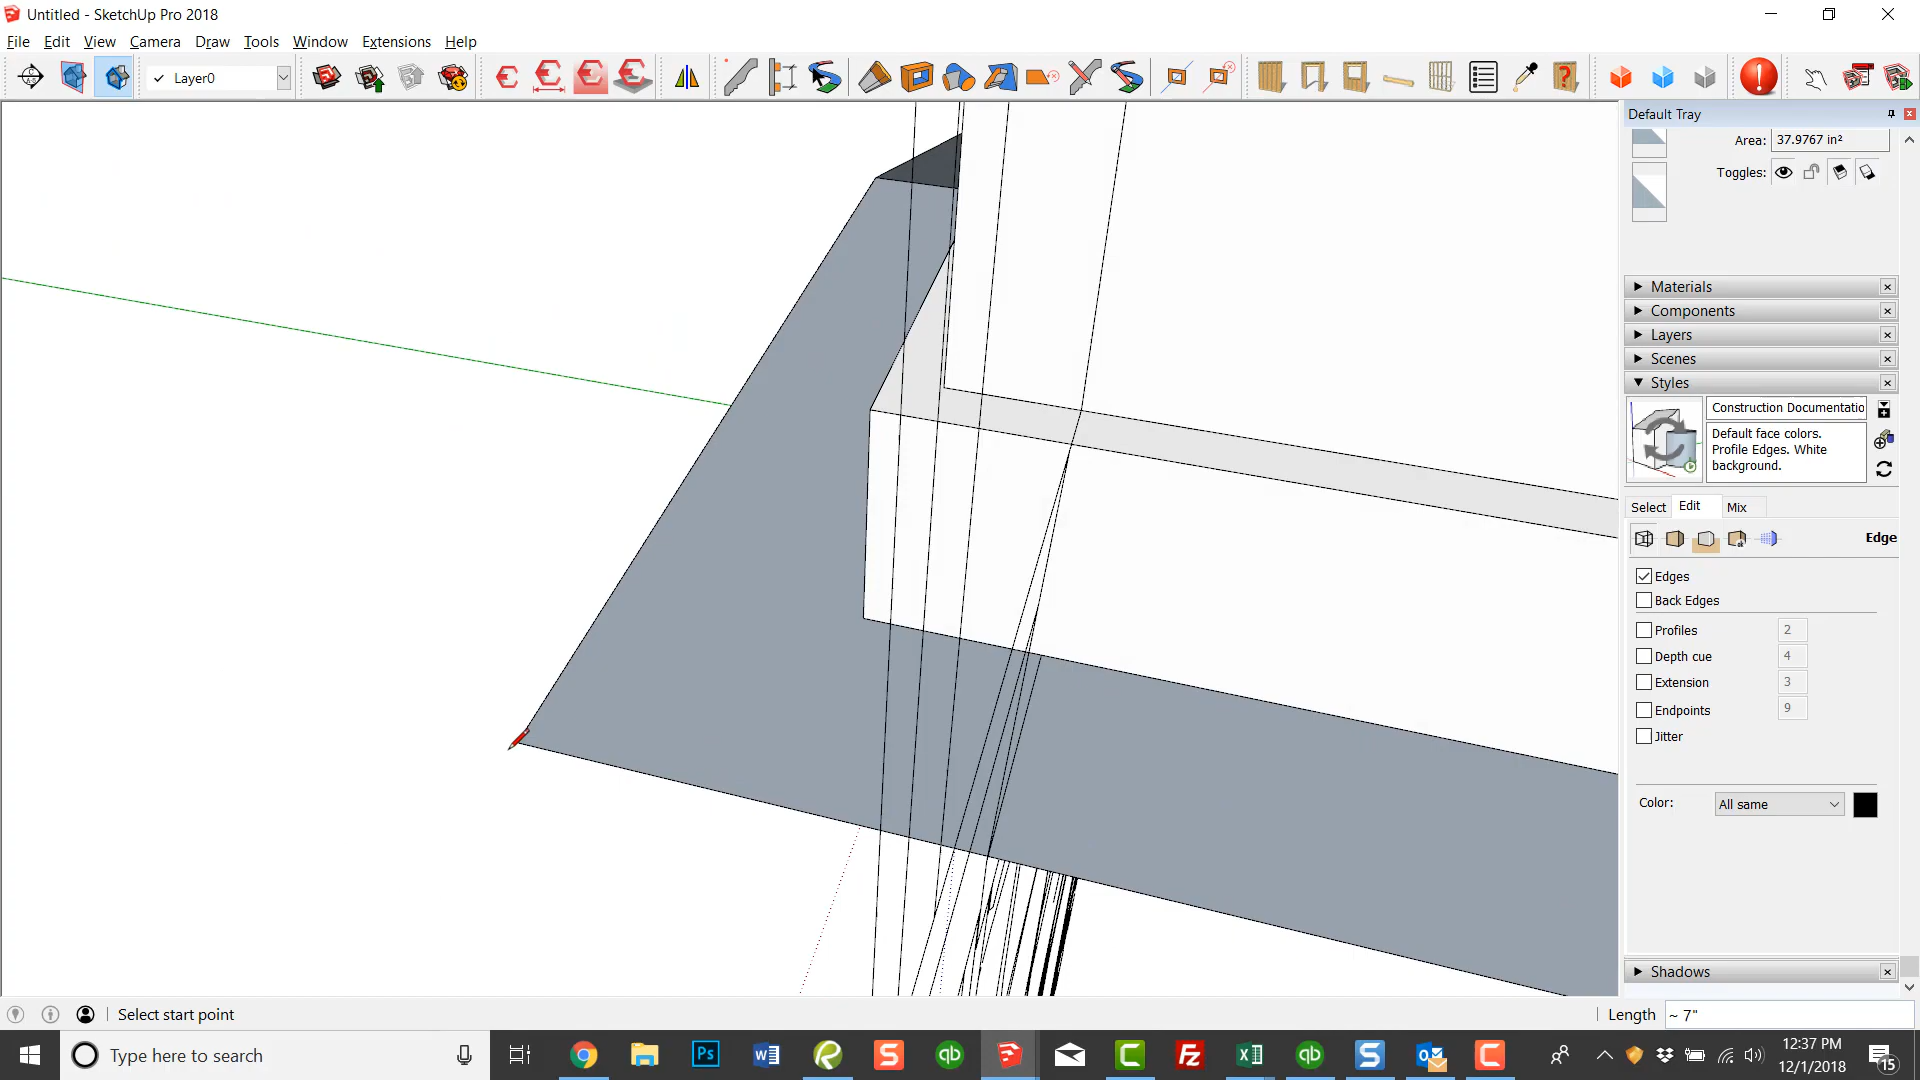 Untitled - SketchUp Pro 2018
File Edit View Camera Draw Tools Window Extensions Help
Layer0
Default Tray
Area: 37.9767 in²
Toggles:
Materials
Components
Layers
Scenes
Styles
Construction Documentatio
Default face colors.
Profile Edges. White
background.
Select Edit Mix
Edge
Edges
Back Edges
Profiles 2
Depth cue 4
Extension 3
Endpoints 9
Jitter
Color: All same
Shadows
Select start point
Length ~ 7"
Type here to search
12:37 PM
12/1/2018
15